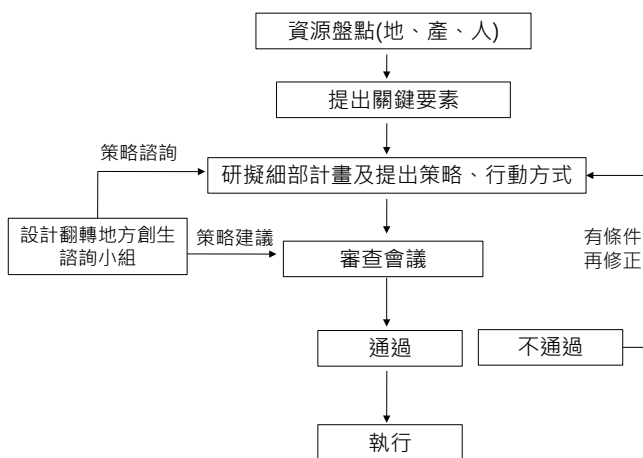 資源盤點(地、產、人)
提出關鍵要素
策略諮詢
研擬細部計畫及提出策略、行動方式
設計翻轉地方創生
諮詢小組
策略建議
審查會議
有條件
再修正
通過
不通過
執行